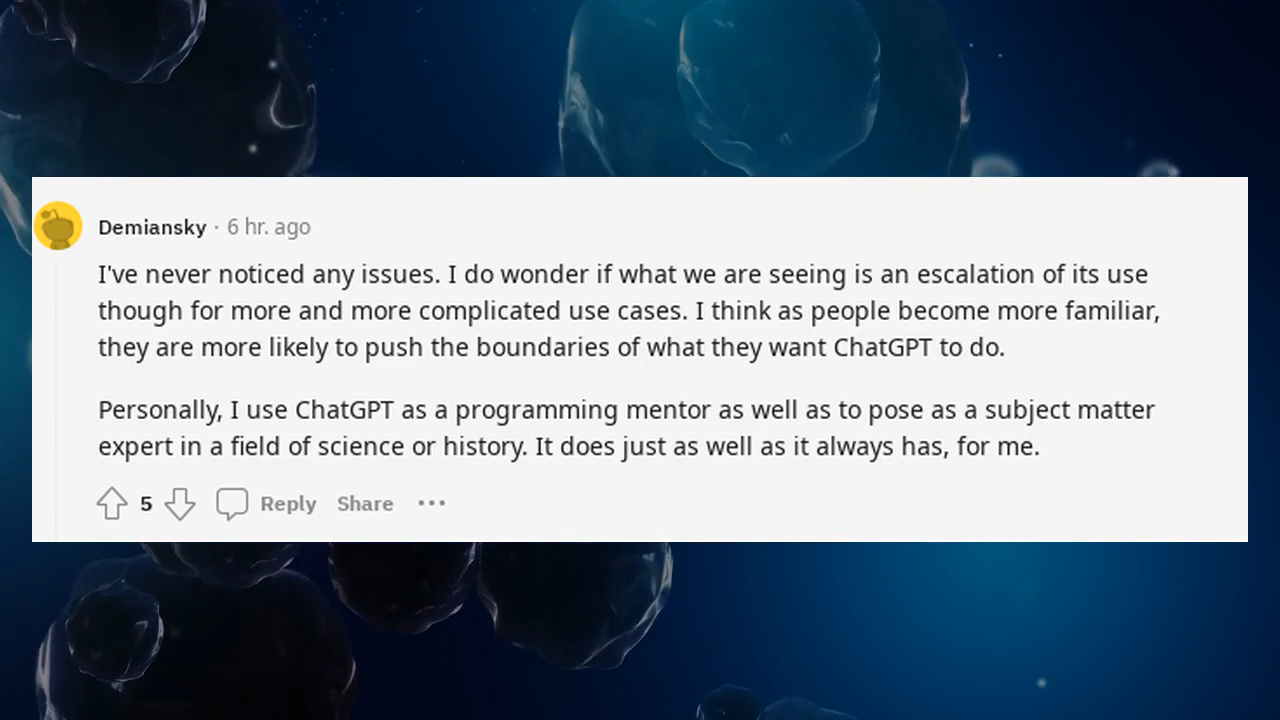 Demiansky · 6 hr. ago
I've never noticed any issues. I do wonder if what we are seeing is an escalation of its use
though for more and more complicated use cases. I think as people become more familiar,
they are more likely to push the boundaries of what they want ChatGPT to do.
Personally, I use ChatGPT as a programming mentor as well as to pose as a subject matter
expert in a field of science or history. It does just as well as it always has, for me.
5 Reply Share ···